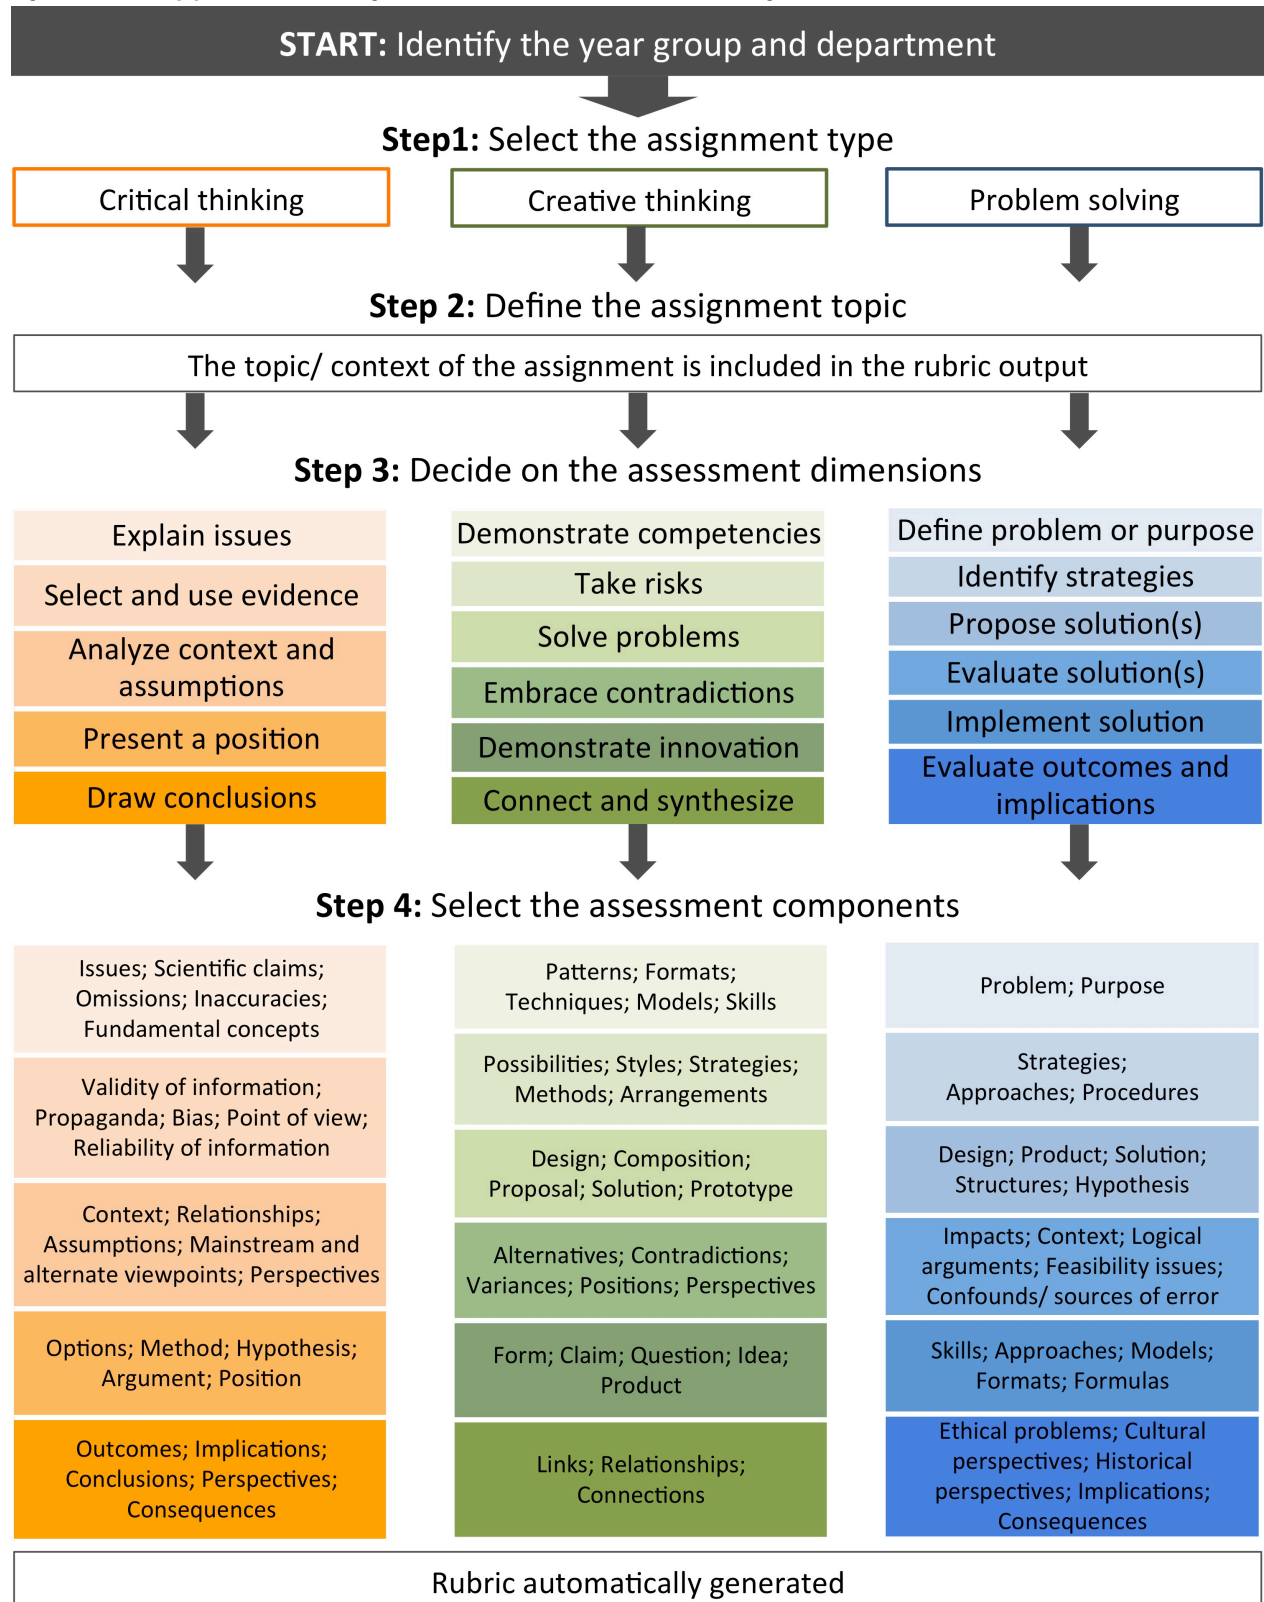 START: Identify the year group and department
Step1: Select the assignment type
Critical thinking
Creative thinking
Problem solving
Step 2: Define the assignment topic
The topic/ context of the assignment is included in the rubric output
Step 3: Decide on the assessment dimensions
Explain issues
Select and use evidence
Analyze context and
assumptions
Present a position
Draw conclusions
Demonstrate competencies
Take risks
Solve problems
Embrace contradictions
Demonstrate innovation
Connect and synthesize
Define problem or purpose
Identify strategies
Propose solution(s)
Evaluate solution(s)
Implement solution
Evaluate outcomes and
implications
Step 4: Select the assessment components
Issues; Scientific claims;
Omissions; Inaccuracies;
Fundamental concepts
Validity of information;
Propaganda; Bias; Point of view;
Reliability of information
Context; Relationships;
Assumptions; Mainstream and
alternate viewpoints; Perspectives
Options; Method; Hypothesis;
Argument; Position
Outcomes; Implications;
Conclusions; Perspectives;
Consequences
Patterns; Formats;
Techniques; Models; Skills
Possibilities; Styles; Strategies;
Methods; Arrangements
Design; Composition;
Proposal; Solution; Prototype
Alternatives; Contradictions;
Variances; Positions; Perspectives
Form; Claim; Question; Idea;
Product
Links; Relationships;
Connections
Problem; Purpose
Strategies;
Approaches; Procedures
Design; Product; Solution;
Structures; Hypothesis
Impacts; Context; Logical
arguments; Feasibility issues;
Confounds/ sources of error
Skills; Approaches; Models;
Formats; Formulas
Ethical problems; Cultural
perspectives; Historical
perspectives; Implications;
Consequences
Rubric automatically generated